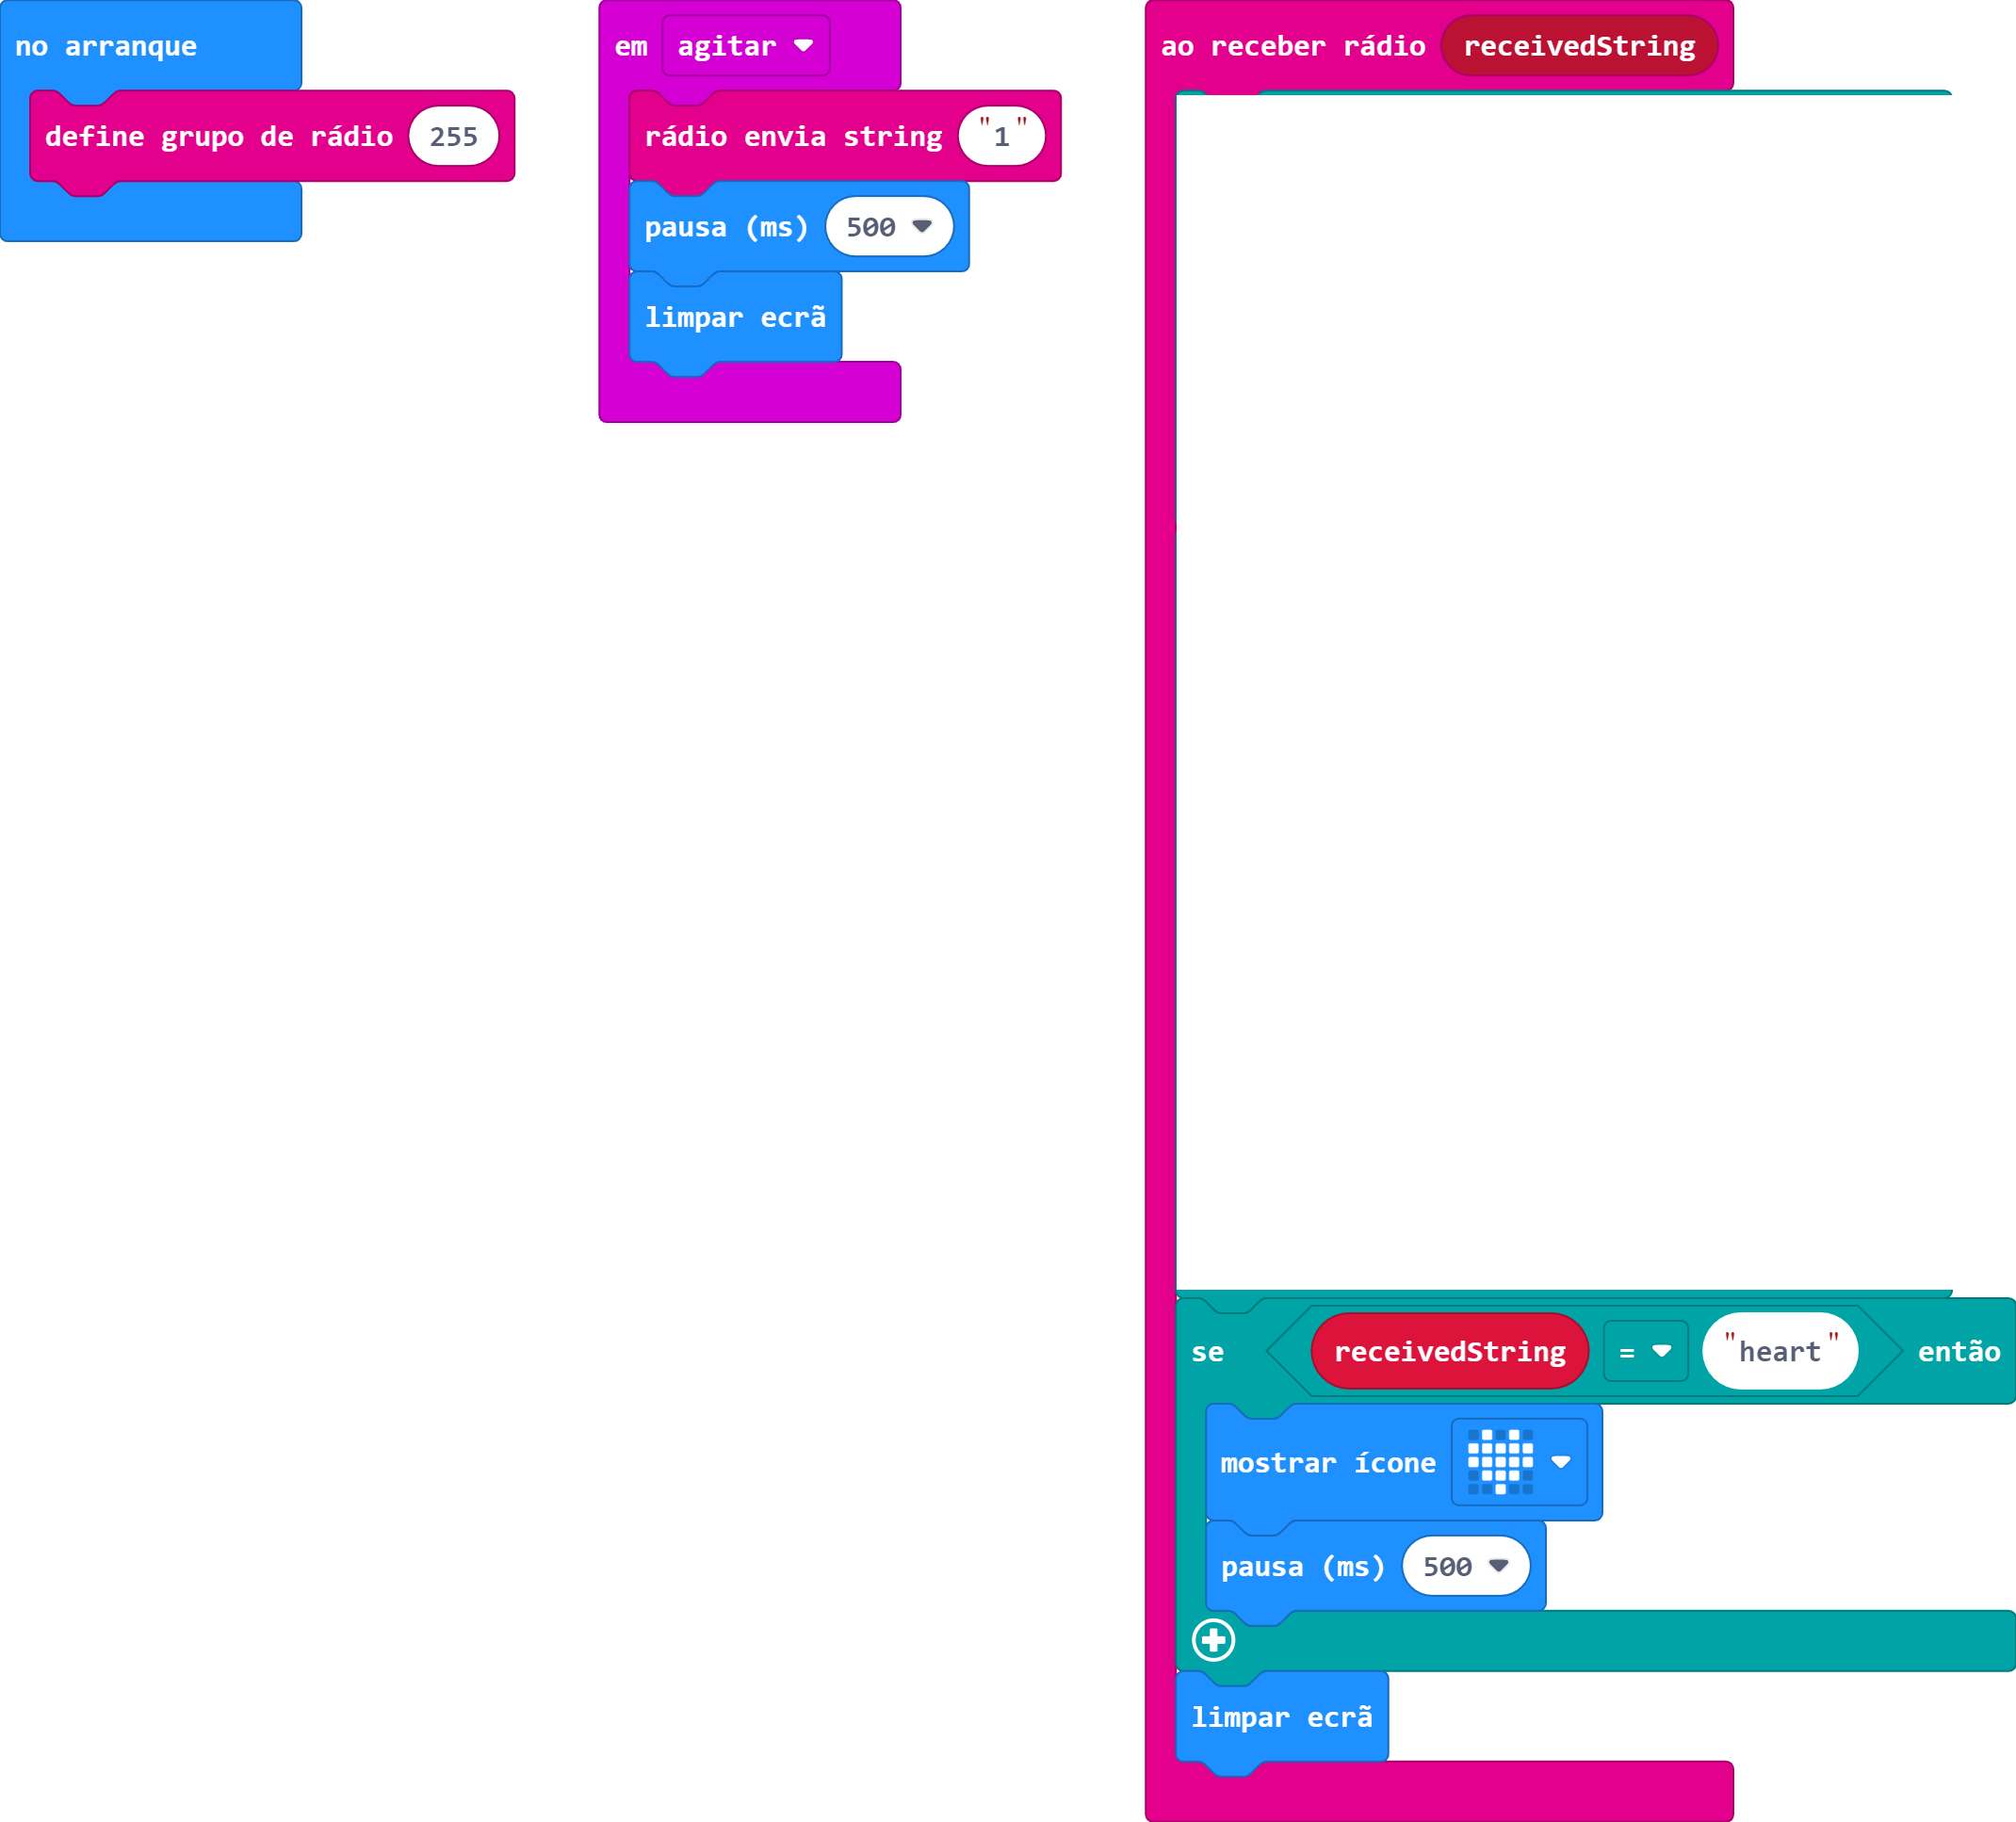 no arranque
define grupo de rádio 255
em agitar
rádio envia string "1"
pausa (ms) 500
limpar ecrã
ao receber rádio receivedString
se receivedString = "heart" então
mostrar ícone
pausa (ms) 500
limpar ecrã